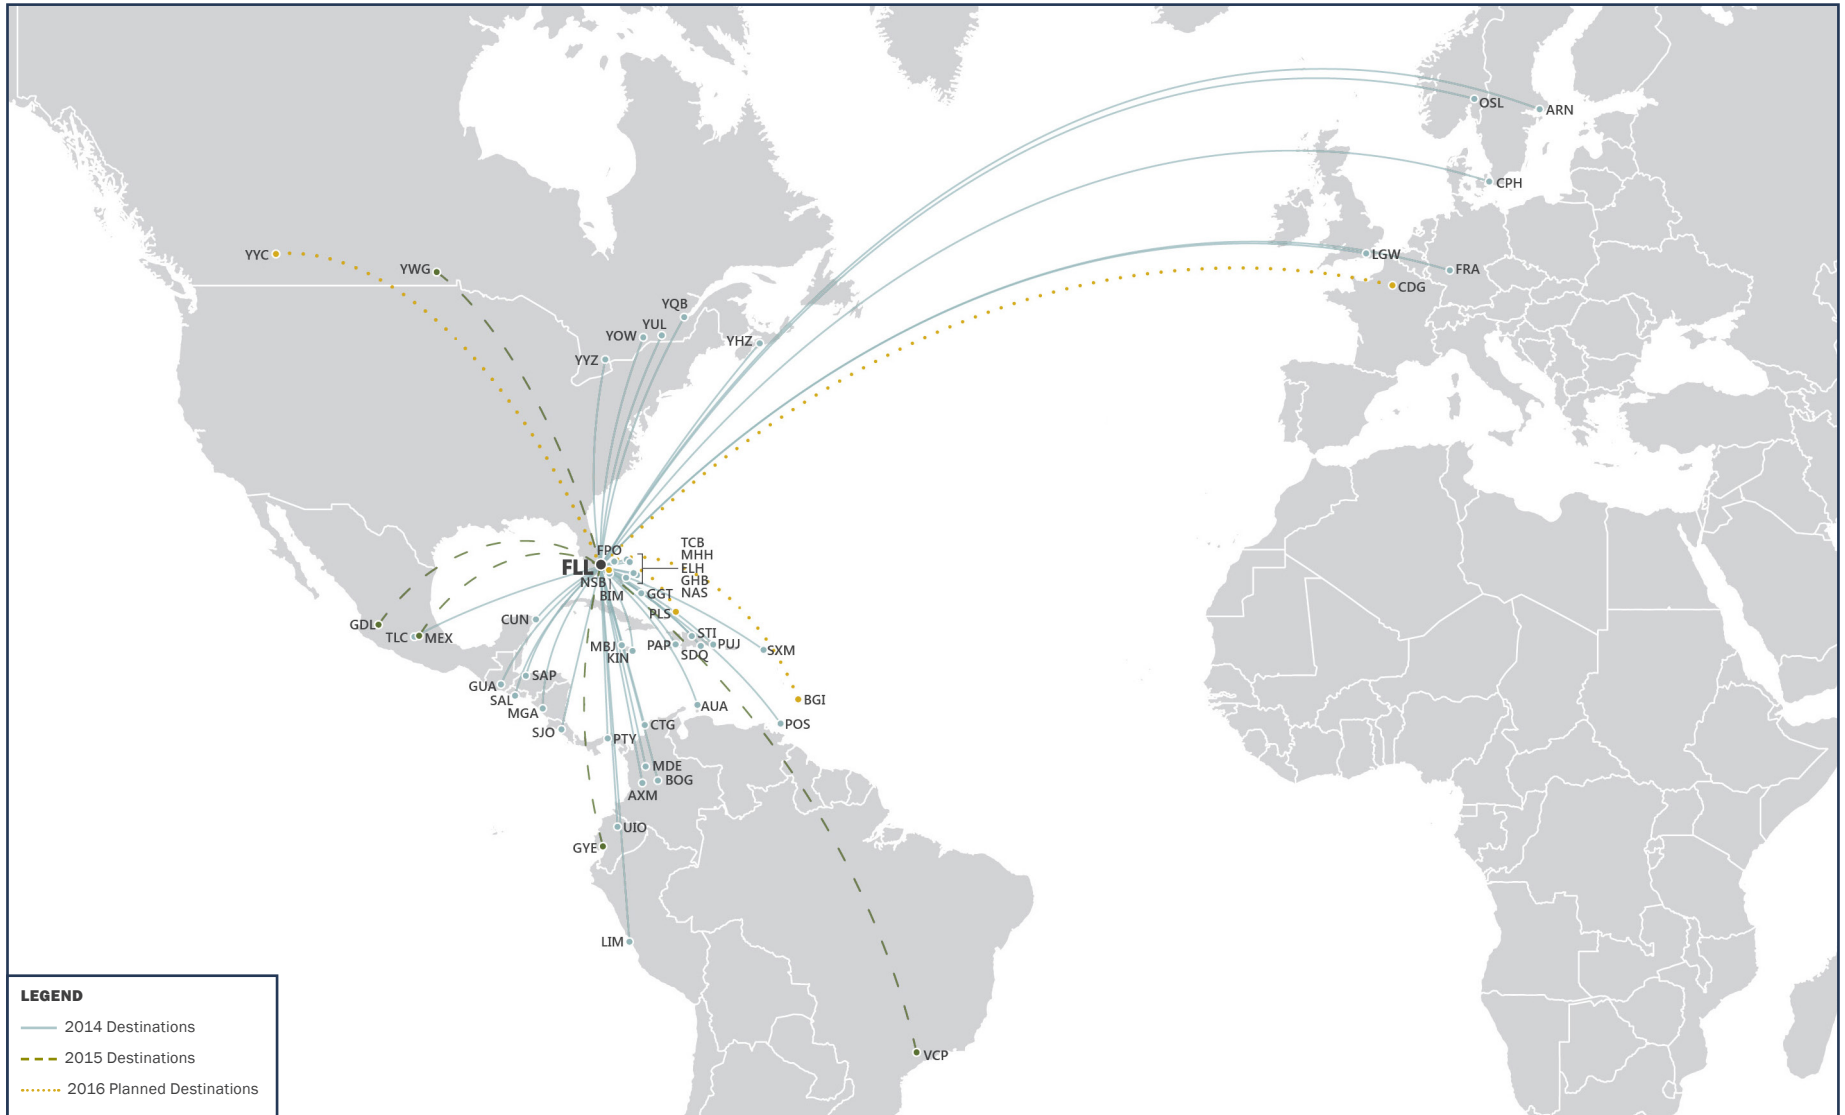 OSL
ARN
CPH
YYC
LGW
YWG
FRA
CDG
YQB
YUL
YOW
YHZ
YYZ
TCB
FPO
MHH
FLL
ELH
NSB
GHB
BIM
GGT
NAS
PLS
CUN
GDL
TLC
MEX
STI
MBJ
PAP
PUJ
KIN
SDQ
SXM
SAP
GUA
SAL
BGI
MGA
AUA
SJO
CTG
POS
PTY
MDE
BOG
AXM
UIO
GYE
LIM
VCP
LEGEND
2014 Destinations
2015 Destinations
2016 Planned Destinations